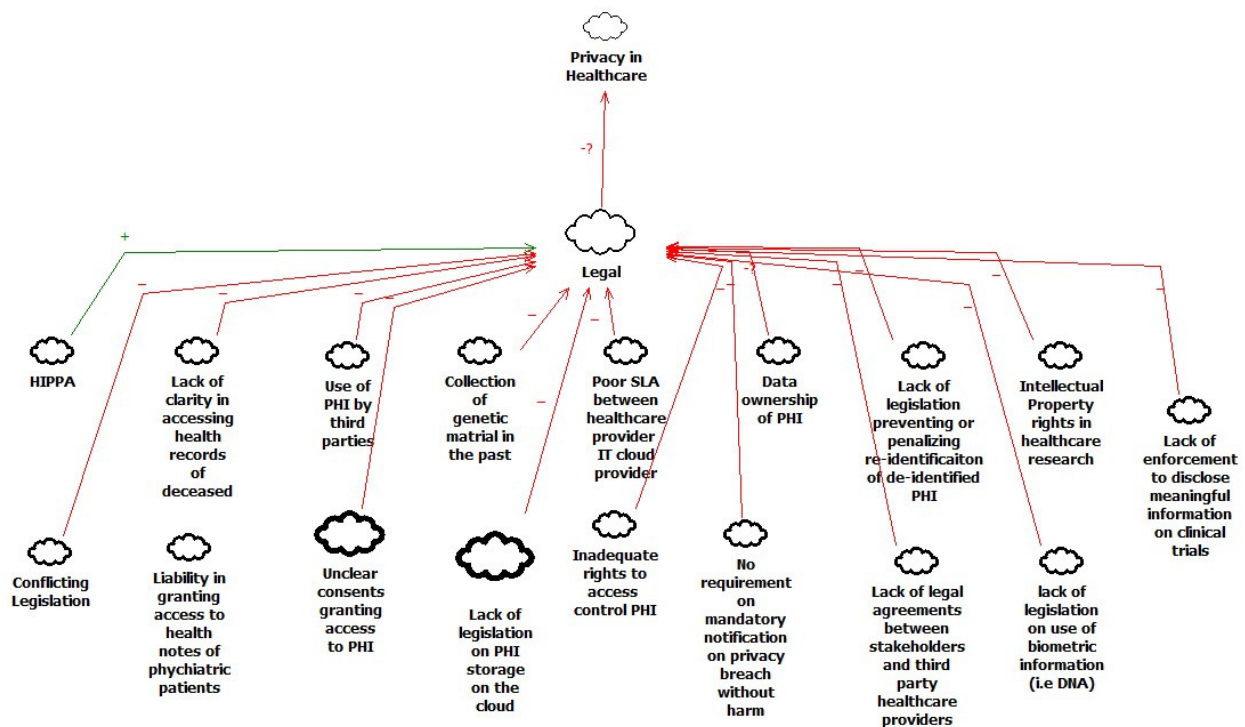 Privacy in
Healthcare
-?
Legal
+
–
–
–
–
–
–
–
–
–
-?
–
–
–
–
–
HIPPA
Lack of
clarity in
accessing
health
records of
deceased
Use of
PHI by
third
parties
Collection
of
genetic
matrial in
the past
Poor SLA
between
healthcare
provider
IT cloud
provider
Data
ownership
of PHI
Lack of
legislation
preventing or
penalizing
re-identificaiton
of de-identified
PHI
Intellectual
Property
rights in
healthcare
research
Lack of
enforcement
to disclose
meaningful
information
on clinical
trials
Conflicting
Legislation
Liability in
granting
access to
health
notes of
phychiatric
patients
Unclear
consents
granting
access
to PHI
Lack of
legislation
on PHI
storage
on the
cloud
Inadequate
rights to
access
control PHI
No
requirement
on
mandatory
notification
on privacy
breach
without
harm
Lack of legal
agreements
between
stakeholders
and third
party
healthcare
providers
lack of
legislation
on use of
biometric
information
(i.e DNA)